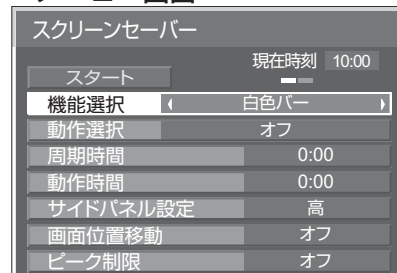 スクリーンセーバー
現在時刻 10:00
スタート
機能選択 白色バー
動作選択 オフ
周期時間 0:00
動作時間 0:00
サイドパネル設定 高
画面位置移動 オフ
ピーク制限 オフ